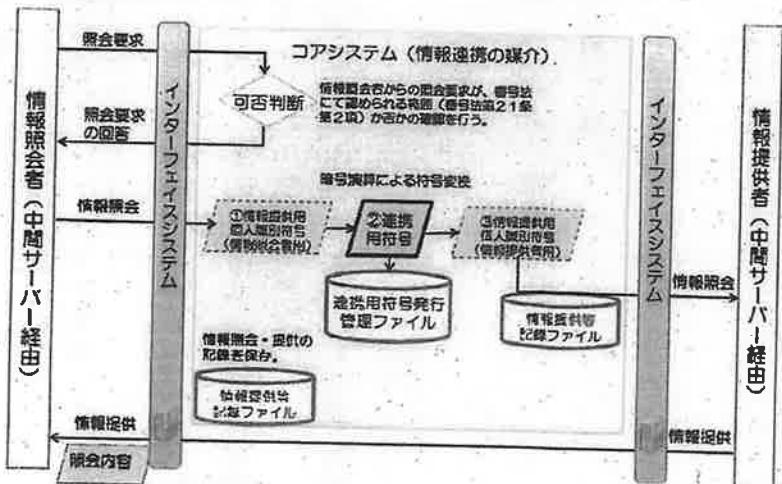 照会要求
コアシステム（情報連携の媒介）
可否判断
情報照会者からの照会要求が、番号法
にて認められる範囲（番号法第21条
第2項）か否かの確認を行う。
照会要求
の回答
情報照会者（中間サーバー経由）
インターフェイスシステム
インターフェイスシステム
情報提供者（中間サーバー経由）
暗号演算による符号変換
情報照会
①情報提供用
個人識別符号
（情報照会者用）
②連携
用符号
③情報提供用
個人識別符号
（情報提供者用）
情報照会
連携用符号発行
管理ファイル
情報提供等
記録ファイル
情報照会・提供の
記録を保存。
情報提供等
記録ファイル
情報提供
情報提供
照会内容